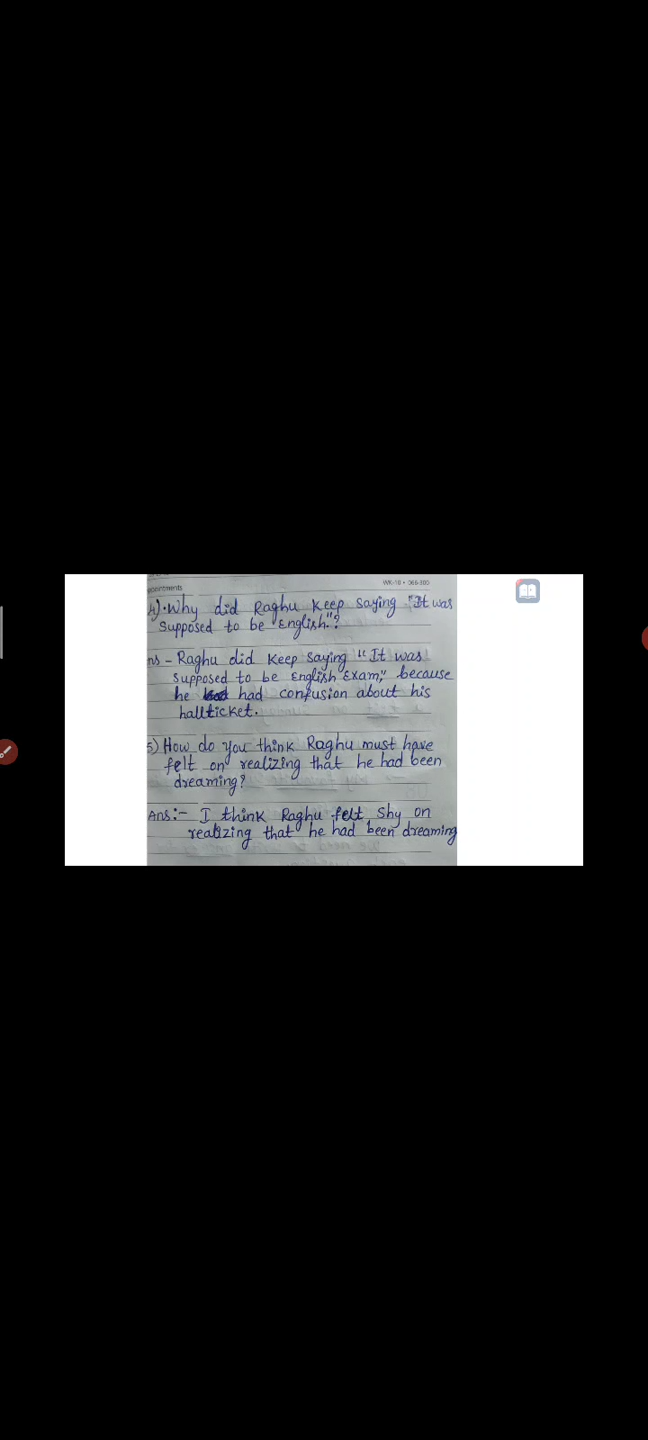 WK-18 • 066-300
4). Why did Raghu keep saying "It was
supposed to be English."?
ns - Raghu did keep saying "It was
supposed to be English Exam," because
he had confusion about his
hallticket.
5) How do you think Raghu must have
felt on realizing that he had been
dreaming?
Ans:- I think Raghu felt shy on
realizing that he had been dreaming